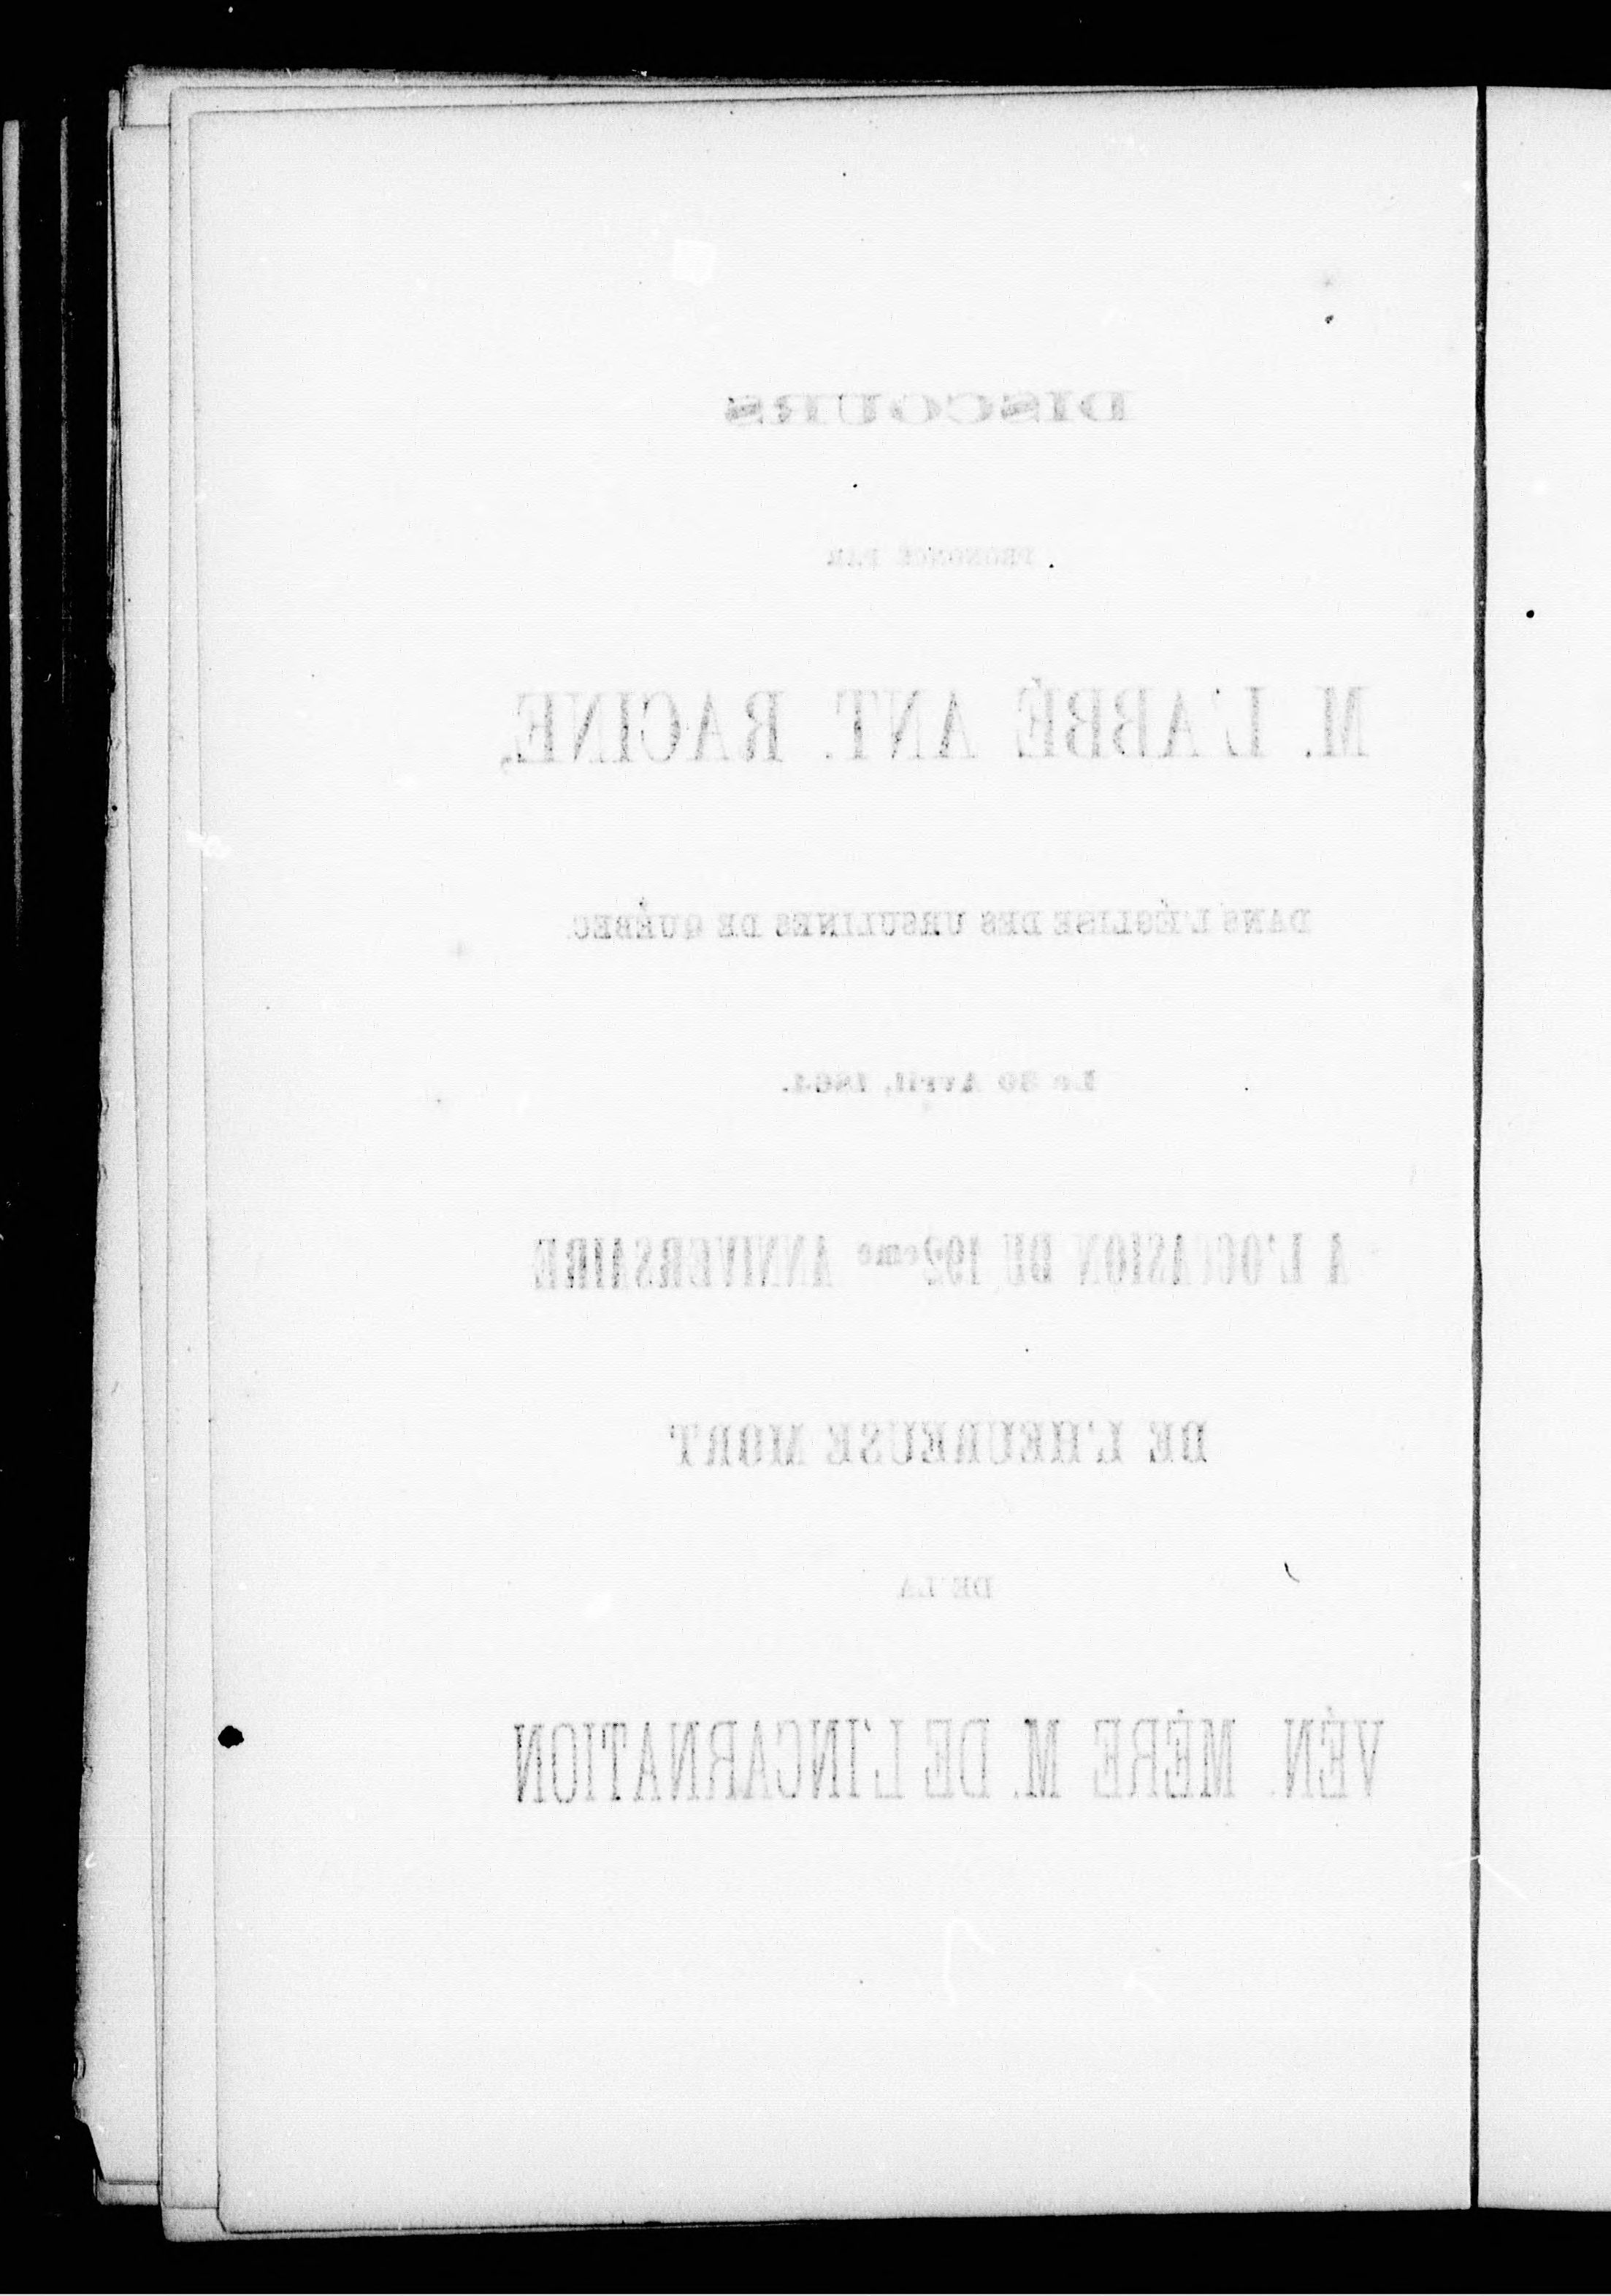 DISCOURS
PRONONCÉ PAR
M. L'ABBÉ ANT. RACINE,
DANS L'ÉGLISE DES URSULINES DE QUÉBEC
Le 30 Avril, 1864.
A L'OCCASION DU 192eme ANNIVERSAIRE
DE L'HEUREUSE MORT
DE LA
VÉN. MÈRE M. DE L'INCARNATION